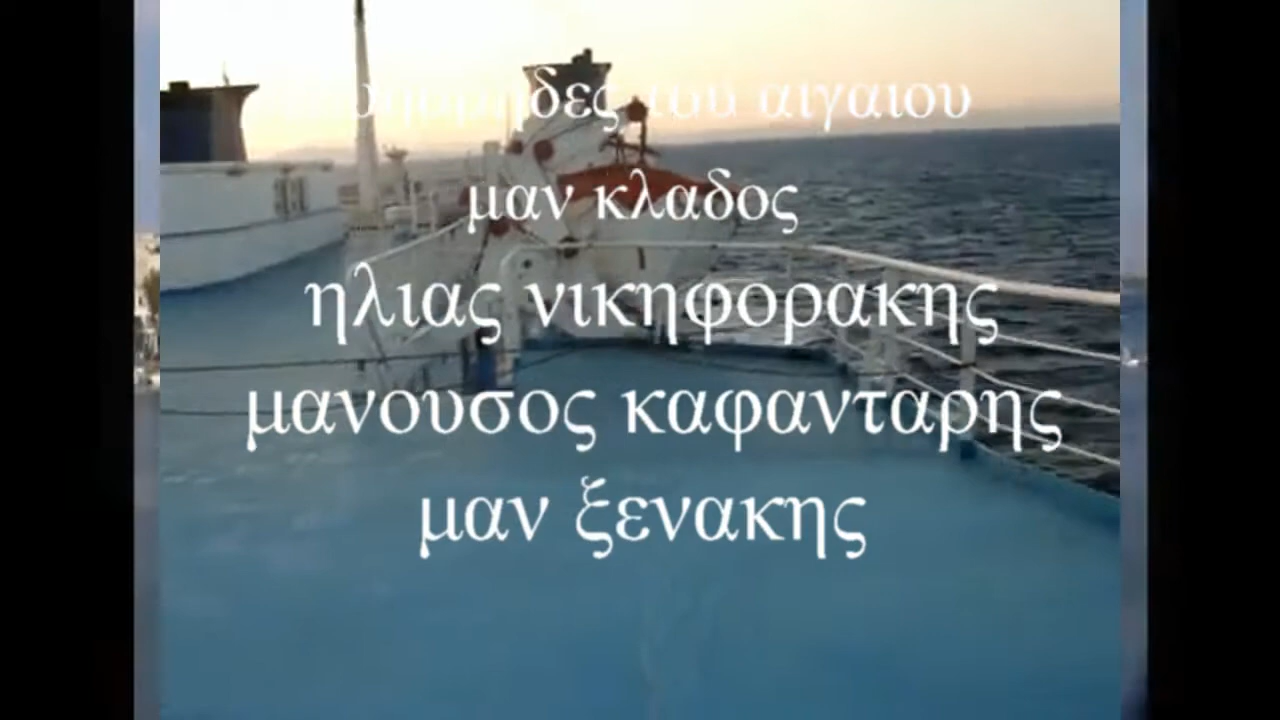 του αιγαιου
μαν κλαδος
ηλιας νικηφορακης
μανουσος καφανταρης
μαν ξενακης